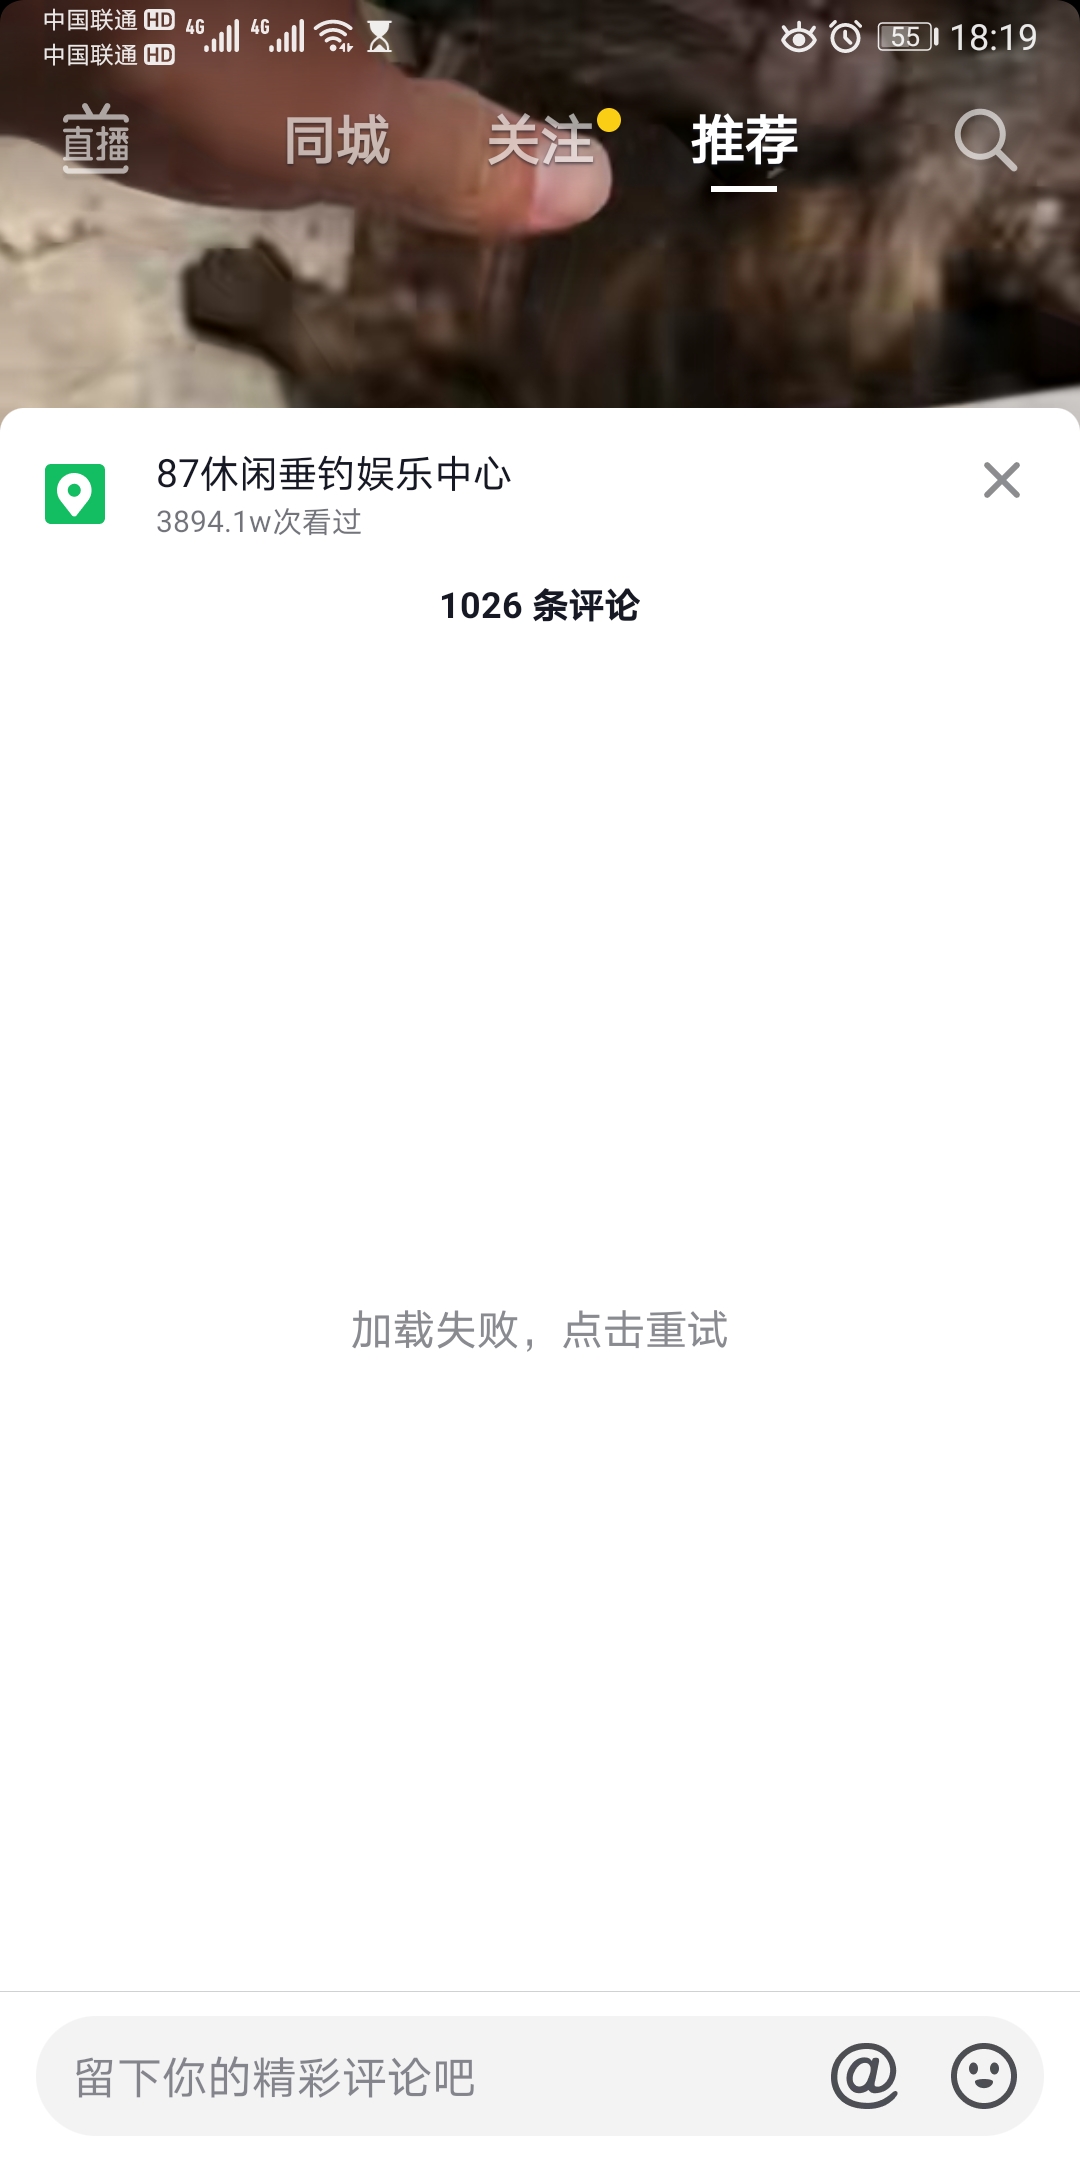 中国联通 HD 4G 4G
中国联通 HD
55 18:19
直播 同城 关注 推荐
87休闲垂钓娱乐中心
3894.1w次看过
1026 条评论
加载失败，点击重试
留下你的精彩评论吧 @